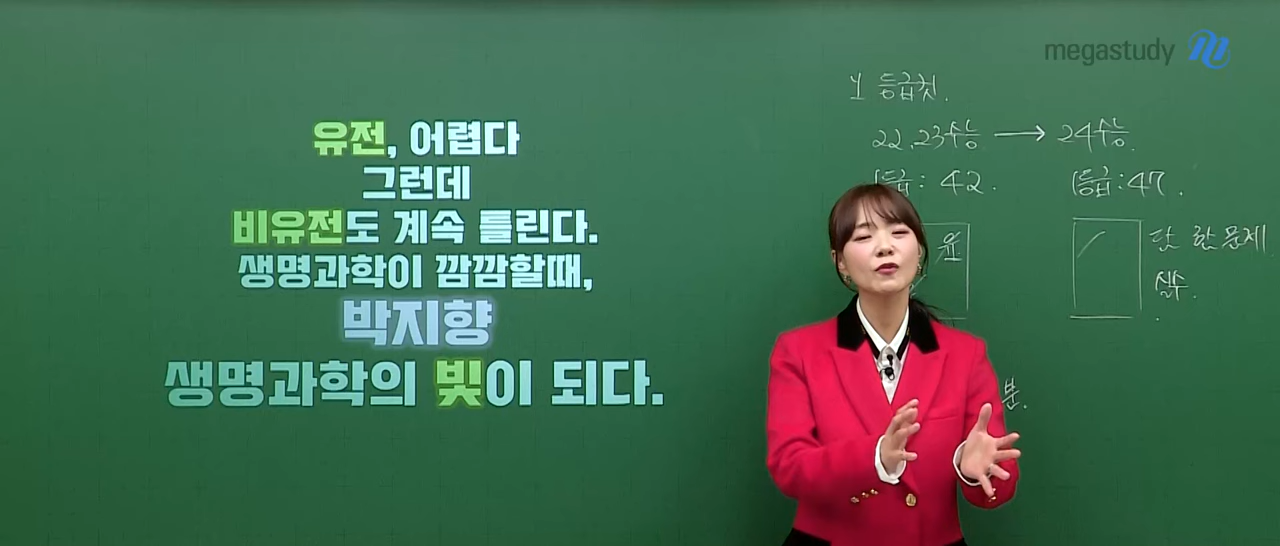 megastudy
유전, 어렵다
그런데
비유전도 계속 틀린다.
생명과학이 깜깜할때,
박지향
생명과학의 빛이 되다.
1. 등급컷.
22, 23수능 → 24수능.
1등급 : 42. 1등급 : 47.
유 단 한문제
실수.
분.